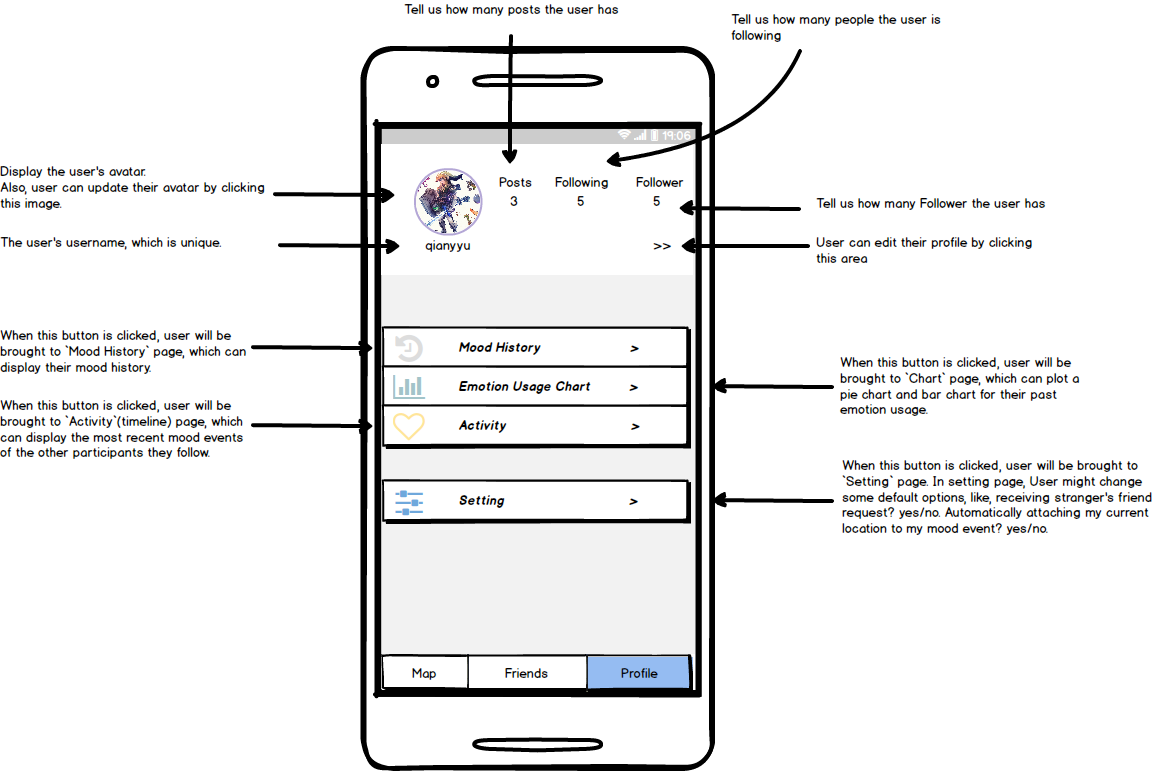 Tell us how many posts the user has
Tell us how many people the user is
following
19:06
Display the user's avatar.
Also, user can update their avatar by clicking
this image.
Posts Following Follower
3 5 5
Tell us how many Follower the user has
The user's username, which is unique.
qianyyu >>
User can edit their profile by clicking
this area
When this button is clicked, user will be
brought to `Mood History` page, which can
display their mood history.
Mood History >
Emotion Usage Chart >
When this button is clicked, user will be
brought to `Chart` page, which can plot a
pie chart and bar chart for their past
emotion usage.
When this button is clicked, user will be
brought to `Activity`(timeline) page, which
can display the most recent mood events
of the other participants they follow.
Activity >
Setting >
When this button is clicked, user will be brought to
`Setting` page. In setting page, User might change
some default options, like, receiving stranger's friend
request? yes/no. Automatically attaching my current
location to my mood event? yes/no.
Map Friends Profile